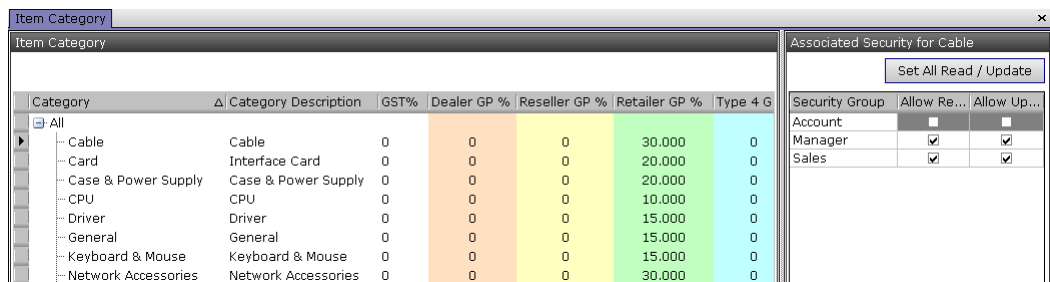 Item Category
Item Category
Associated Security for Cable
Set All Read / Update
Category Category Description GST% Dealer GP % Reseller GP % Retailer GP % Type 4 G
Security Group Allow Re... Allow Up...
All
Account
Cable Cable 0 0 0 30.000 0
Manager
Card Interface Card 0 0 0 20.000 0
Sales
Case & Power Supply Case & Power Supply 0 0 0 20.000 0
CPU CPU 0 0 0 10.000 0
Driver Driver 0 0 0 15.000 0
General General 0 0 0 15.000 0
Keyboard & Mouse Keyboard & Mouse 0 0 0 15.000 0
Network Accessories Network Accessories 0 0 0 30.000 0